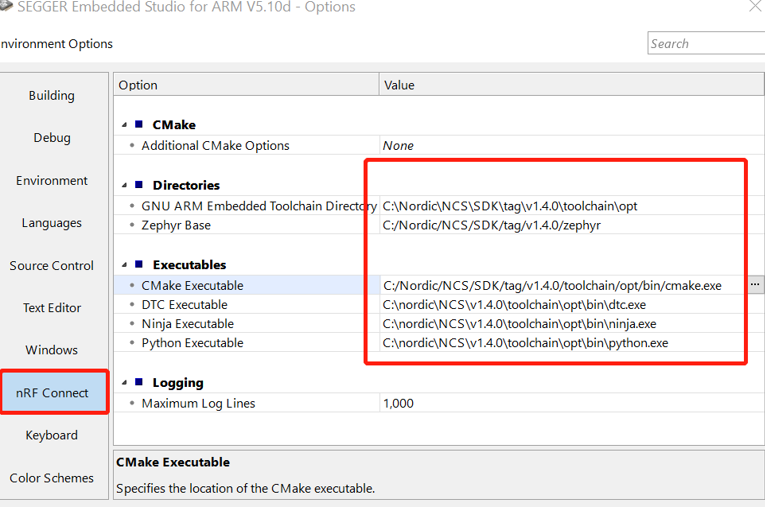 SEGGER Embedded Studio for ARM V5.10d - Options
nvironment Options
Search
Building
Debug
Environment
Languages
Source Control
Text Editor
Windows
nRF Connect
Keyboard
Color Schemes
Option Value
CMake
Additional CMake Options None
Directories
GNU ARM Embedded Toolchain Directory C:\Nordic\NCS\SDK\tag\v1.4.0\toolchain\opt
Zephyr Base C:/Nordic/NCS/SDK/tag/v1.4.0/zephyr
Executables
CMake Executable C:/Nordic/NCS/SDK/tag/v1.4.0/toolchain/opt/bin/cmake.exe ...
DTC Executable C:\nordic\NCS\v1.4.0\toolchain\opt\bin\dtc.exe
Ninja Executable C:\nordic\NCS\v1.4.0\toolchain\opt\bin\ninja.exe
Python Executable C:\nordic\NCS\v1.4.0\toolchain\opt\bin\python.exe
Logging
Maximum Log Lines 1,000
CMake Executable
Specifies the location of the CMake executable.